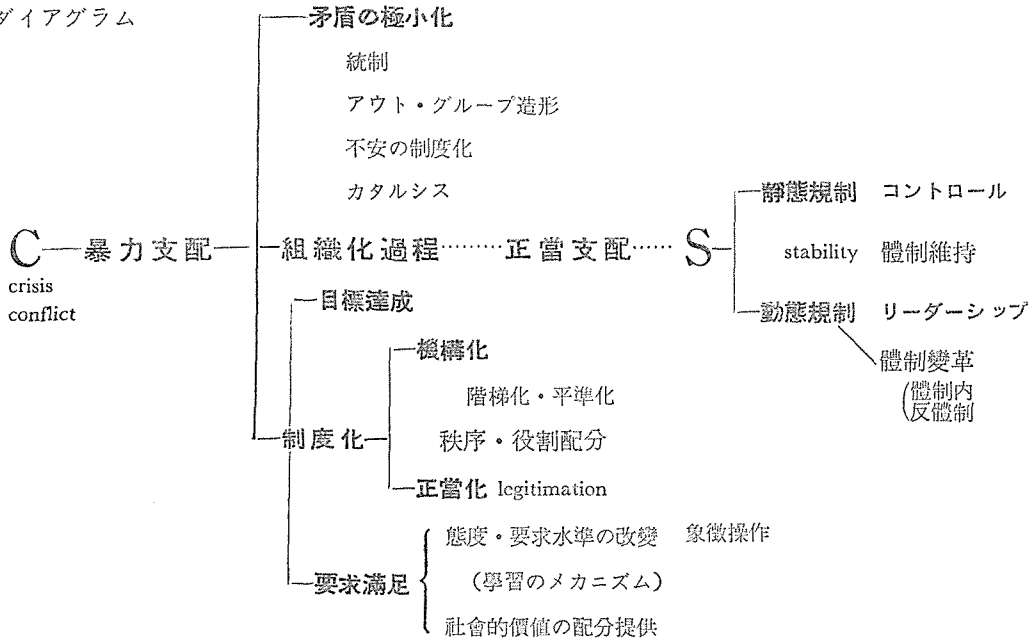 ダイアグラム
矛盾の極小化
統制
アウト・グループ造形
不安の制度化
カタルシス
C 暴力支配 組織化過程………正當支配…… S
crisis
conflict
靜態規制 コントロール
stability 體制維持
動態規制 リーダーシップ
體制變革
(體制內
反體制
目標達成
機構化
階梯化・平準化
制度化
秩序・役割配分
正當化 legitimation
態度・要求水準の改變 象徴操作
(學習のメカニズム)
要求滿足
社會的價値の配分提供